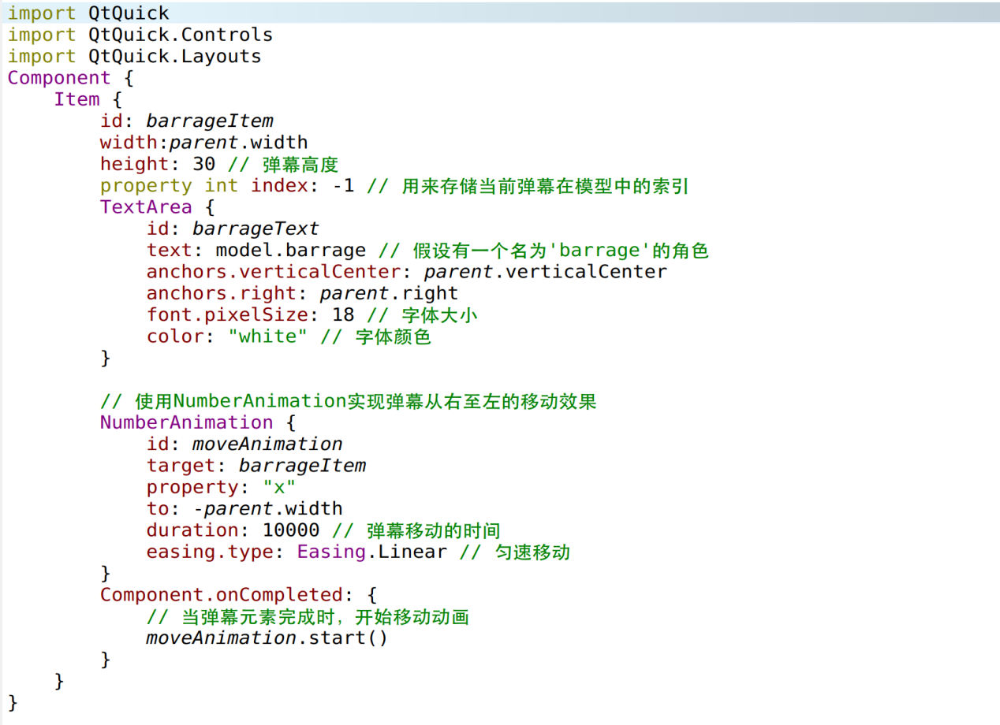 import QtQuick
import QtQuick.Controls
import QtQuick.Layouts
Component {
    Item {
        id: barrageItem
        width:parent.width
        height: 30 // 弹幕高度
        property int index: -1 // 用来存储当前弹幕在模型中的索引
        TextArea {
            id: barrageText
            text: model.barrage // 假设有一个名为'barrage'的角色
            anchors.verticalCenter: parent.verticalCenter
            anchors.right: parent.right
            font.pixelSize: 18 // 字体大小
            color: "white" // 字体颜色
        }

        // 使用NumberAnimation实现弹幕从右至左的移动效果
        NumberAnimation {
            id: moveAnimation
            target: barrageItem
            property: "x"
            to: -parent.width
            duration: 10000 // 弹幕移动的时间
            easing.type: Easing.Linear // 匀速移动
        }
        Component.onCompleted: {
            // 当弹幕元素完成时，开始移动动画
            moveAnimation.start()
        }
    }
}